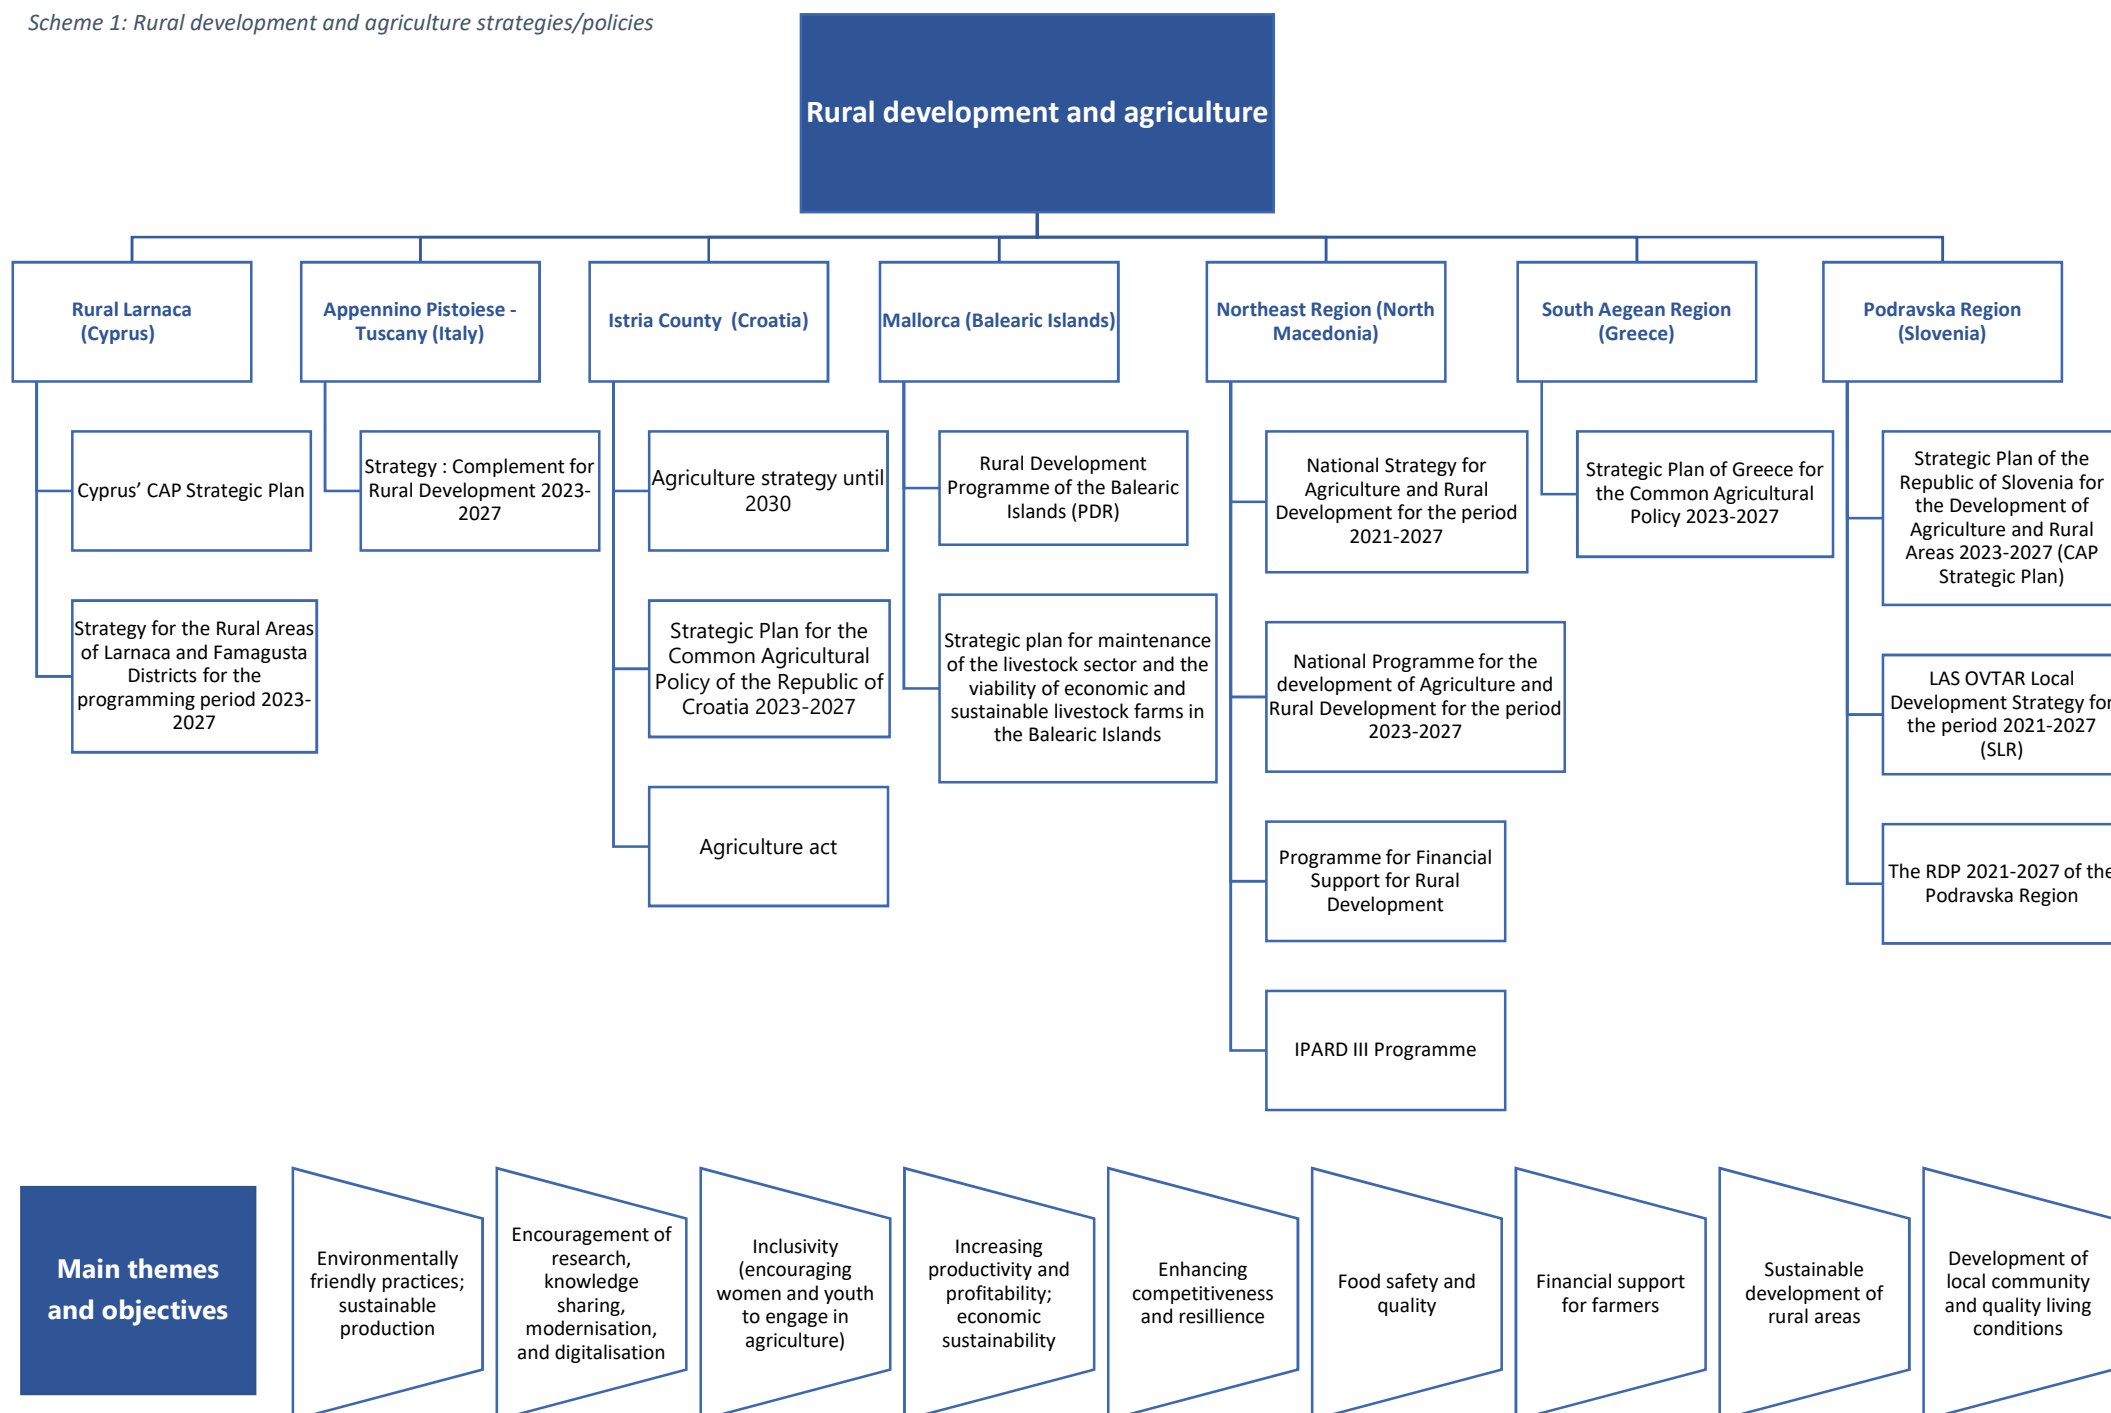 Scheme 1: Rural development and agriculture strategies/policies
Rural development and agriculture
Rural Larnaca
(Cyprus)
Appennino Pistoiese -
Tuscany (Italy)
Istria County (Croatia)
Mallorca (Balearic Islands)
Northeast Region (North
Macedonia)
South Aegean Region
(Greece)
Podravska Region
(Slovenia)
Cyprus’ CAP Strategic Plan
Strategy for the Rural Areas
of Larnaca and Famagusta
Districts for the
programming period 2023-
2027
Strategy : Complement for
Rural Development 2023-
2027
Agriculture strategy until
2030
Strategic Plan for the
Common Agricultural
Policy of the Republic of
Croatia 2023-2027
Agriculture act
Rural Development
Programme of the Balearic
Islands (PDR)
Strategic plan for maintenance
of the livestock sector and the
viability of economic and
sustainable livestock farms in
the Balearic Islands
National Strategy for
Agriculture and Rural
Development for the period
2021-2027
National Programme for the
development of Agriculture and
Rural Development for the period
2023-2027
Programme for Financial
Support for Rural
Development
IPARD III Programme
Strategic Plan of Greece for
the Common Agricultural
Policy 2023-2027
Strategic Plan of the
Republic of Slovenia for
the Development of
Agriculture and Rural
Areas 2023-2027 (CAP
Strategic Plan)
LAS OVTAR Local
Development Strategy for
the period 2021-2027
(SLR)
The RDP 2021-2027 of the
Podravska Region
Main themes
and objectives
Environmentally
friendly practices;
sustainable
production
Encouragement of
research,
knowledge
sharing,
modernisation,
and digitalisation
Inclusivity
(encouraging
women and youth
to engage in
agriculture)
Increasing
productivity and
profitability;
economic
sustainability
Enhancing
competitiveness
and resillience
Food safety and
quality
Financial support
for farmers
Sustainable
development of
rural areas
Development of
local community
and quality living
conditions